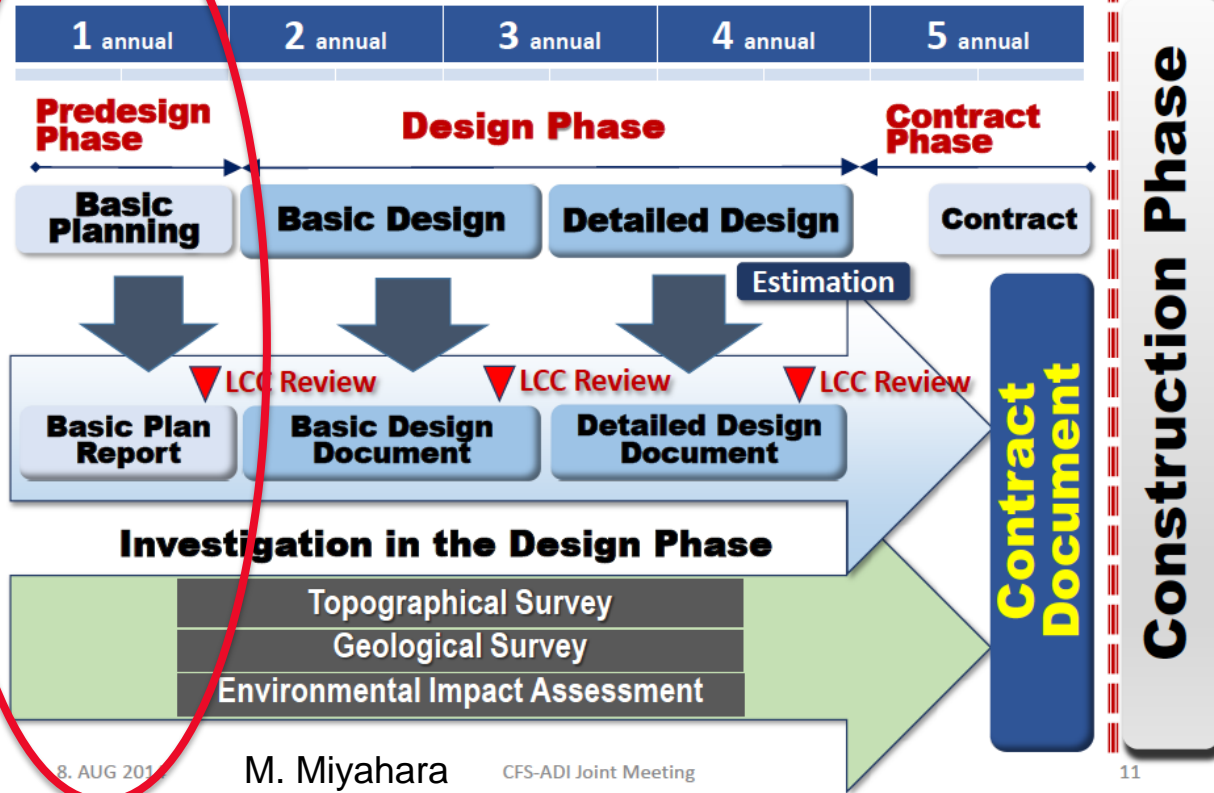 1 annual 2 annual 3 annual 4 annual 5 annual
Predesign
Phase
Design Phase
Contract
Phase
Basic
Planning
Basic Design
Detailed Design
Contract
Estimation
LCC Review
LCC Review
LCC Review
Basic Plan
Report
Basic Design
Document
Detailed Design
Document
Investigation in the Design Phase
Topographical Survey
Geological Survey
Environmental Impact Assessment
Contract
Document
Construction Phase
8. AUG
M. Miyahara
CFS-ADI Joint Meeting
11